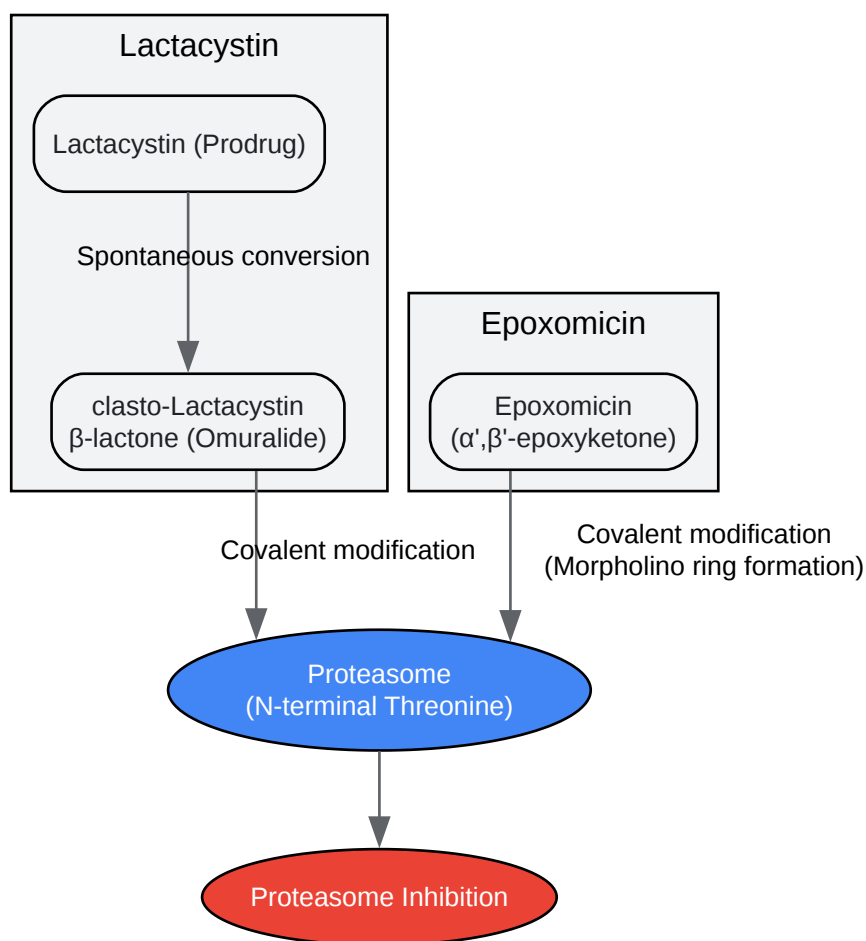 Lactacystin
Lactacystin (Prodrug)
Spontaneous conversion
clasto-Lactacystin
β-lactone (Omuralide)
Epoxomicin
Epoxomicin
(α',β'-epoxyketone)
Covalent modification
Covalent modification
(Morpholino ring formation)
Proteasome
(N-terminal Threonine)
Proteasome Inhibition